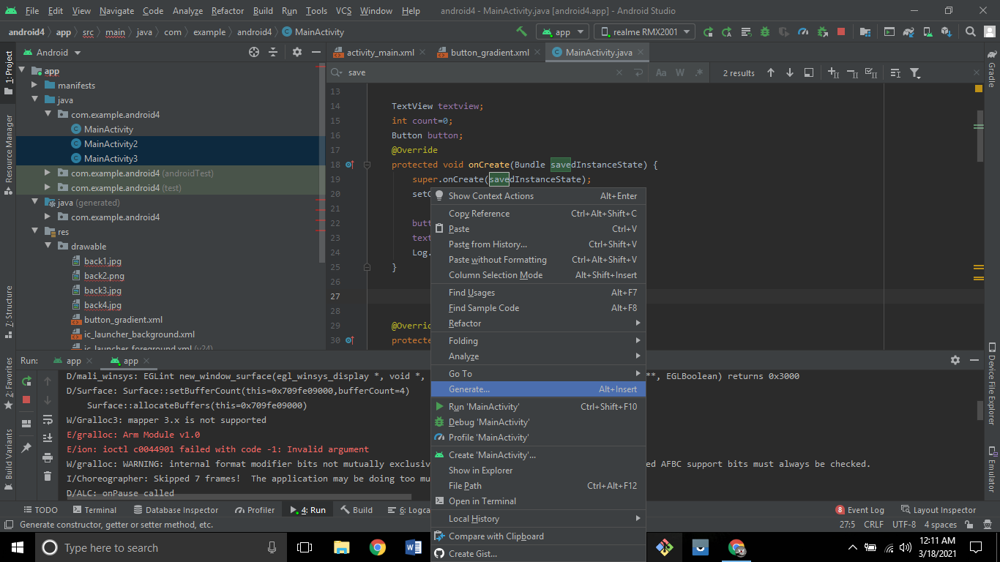 File Edit View Navigate Code Analyze Refactor Build Run Tools VCS Window Help android4 - MainActivity.java [android4.app] - Android Studio
android4 app src main java com example android4 MainActivity app realme RMX2001
Android
activity_main.xml button_gradient.xml MainActivity.java
save Aa W .* 2 results
1: Project
Resource Manager
7: Structure
2: Favorites
Build Variants
app
manifests
java
com.example.android4
MainActivity
MainActivity2
MainActivity3
com.example.android4 (androidTest)
com.example.android4 (test)
java (generated)
com.example.android4
res
drawable
back1.jpg
back2.png
back3.jpg
back4.jpg
button_gradient.xml
ic_launcher_background.xml
ic_launcher_foreground.xml (v24)
13
14 TextView textview;
15 int count=0;
16 Button button;
17 @Override
18 protected void onCreate(Bundle savedInstanceState) {
19 super.onCreate(savedInstanceState);
20 setC
22 butt
23 text
24 Log.
25 }
26
27
28
29 @Overrid
30 protecte
Show Context Actions Alt+Enter
Copy Reference Ctrl+Alt+Shift+C
Paste Ctrl+V
Paste from History... Ctrl+Shift+V
Paste without Formatting Ctrl+Alt+Shift+V
Column Selection Mode Alt+Shift+Insert
Find Usages Alt+F7
Find Sample Code Alt+F8
Refactor
Folding
Analyze
Go To
Generate... Alt+Insert
Run 'MainActivity' Ctrl+Shift+F10
Debug 'MainActivity'
Profile 'MainActivity'
Create 'MainActivity'...
Show in Explorer
File Path Ctrl+Alt+F12
Open in Terminal
Local History
Compare with Clipboard
Create Gist...
Gradle
Device File Explorer
Emulator
Run: app app
D/mali_winsys: EGLint new_window_surface(egl_winsys_display *, void *, **, EGLBoolean) returns 0x3000
D/Surface: Surface::setBufferCount(this=0x709fe09000,bufferCount=4)
Surface::allocateBuffers(this=0x709fe09000)
W/Gralloc3: mapper 3.x is not supported
E/gralloc: Arm Module v1.0
E/ion: ioctl c0044901 failed with code -1: Invalid argument
W/gralloc: WARNING: internal format modifier bits not mutually exclusiv ed AFBC support bits must always be checked.
I/Choreographer: Skipped 7 frames! The application may be doing too mu
D/ALC: onPause called
TODO Terminal Database Inspector Profiler 4: Run Build 6: Logca 8 Event Log Layout Inspector
Generate constructor, getter or setter method, etc. 27:5 CRLF UTF-8 4 spaces
Type here to search
12:11 AM
3/18/2021